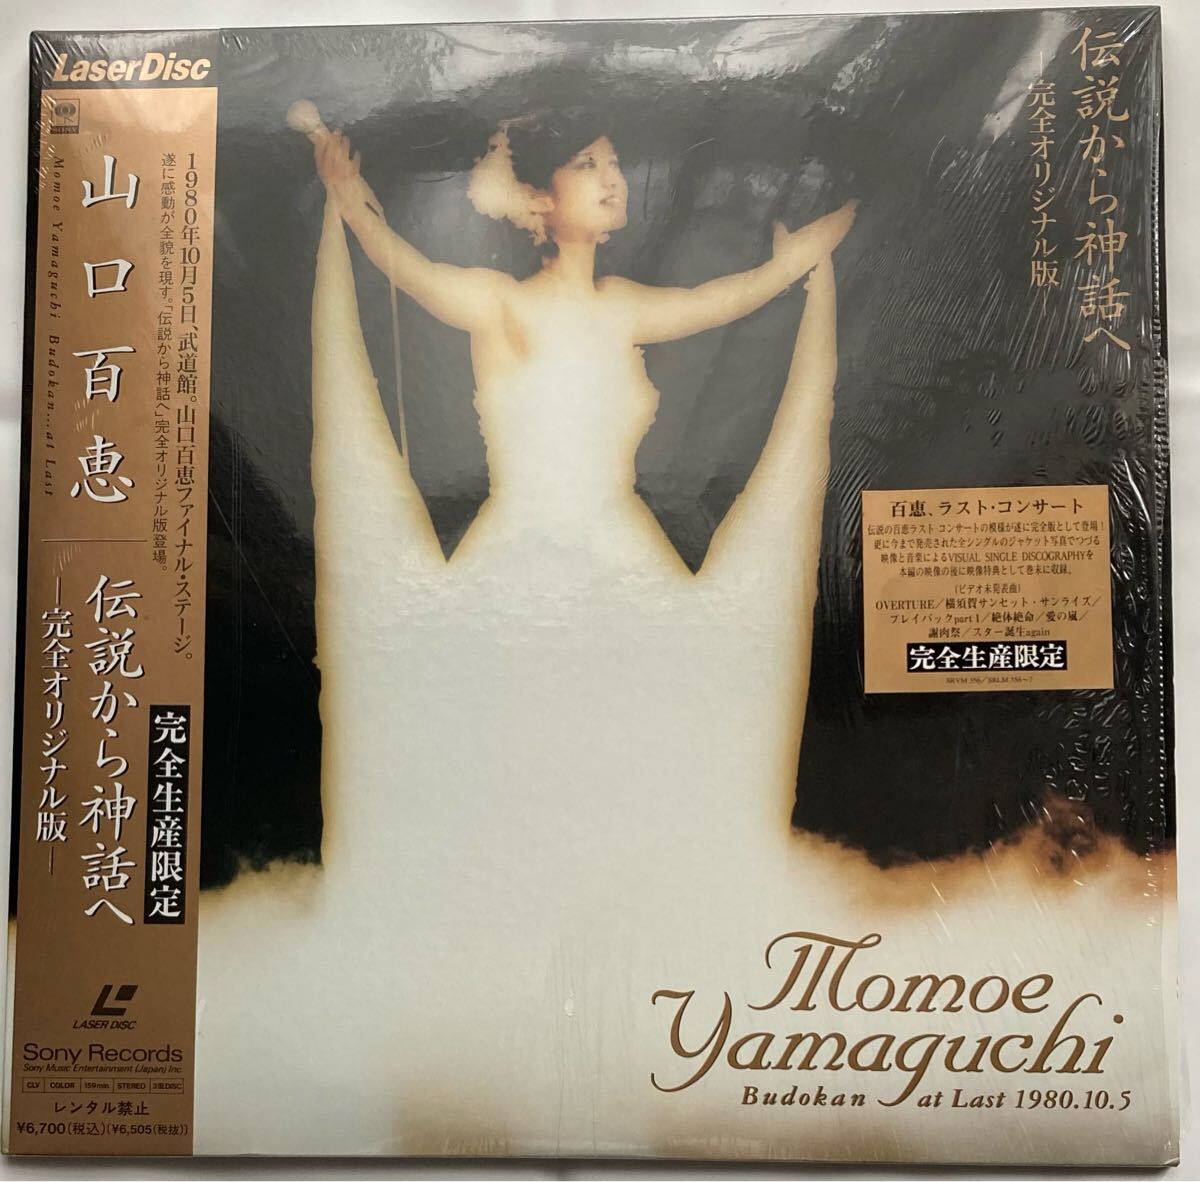 LaserDisc
SONY
1980年10月5日、武道館。山口百恵ファイナル・ステージ。
遂に感動が全貌を現す。「伝説から神話へ」完全オリジナル版登場。
山口百恵
伝説から神話へ
—完全オリジナル版—
Momoe Yamaguchi Budokan...at Last
完全生産限定
LASER DISC
Sony Records
Sony Music Entertainment (Japan) Inc.
CLV COLOR 159min STEREO 3面DISC
レンタル禁止
¥6,700(税込)〔¥6,505(税抜)〕
伝説から神話へ
—完全オリジナル版—
百恵、ラスト・コンサート
伝説の百恵ラスト・コンサートの模様が遂に完全版として登場!
更に今まで発売された全シングルのジャケット写真でつづる
映像と音楽によるVISUAL SINGLE DISCOGRAPHYを
本編の映像の後に映像特典として巻末に収録。
(ビデオ未発表曲)
OVERTURE/横須賀サンセット・サンライズ/
プレイバックpart 1/絶体絶命/愛の嵐/
謝肉祭/スター誕生again
完全生産限定
SRVM 356/SRLM 356~7
Momoe
Yamaguchi
Budokan at Last 1980.10.5